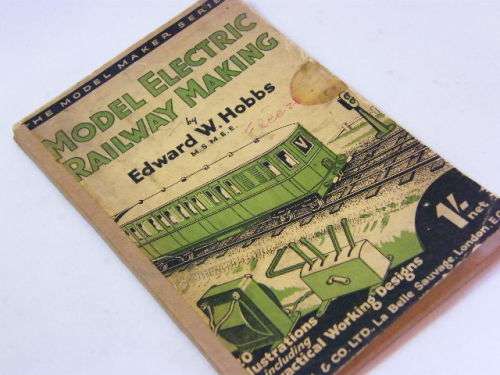 THE MODEL MAKER SERIES
MODEL ELECTRIC
RAILWAY MAKING
by
Edward W. Hobbs
M.S.M.E.E.
V
1/-
net
Illustrations
including
Practical Working Designs
& CO LTD., La Belle Sauvage, London E